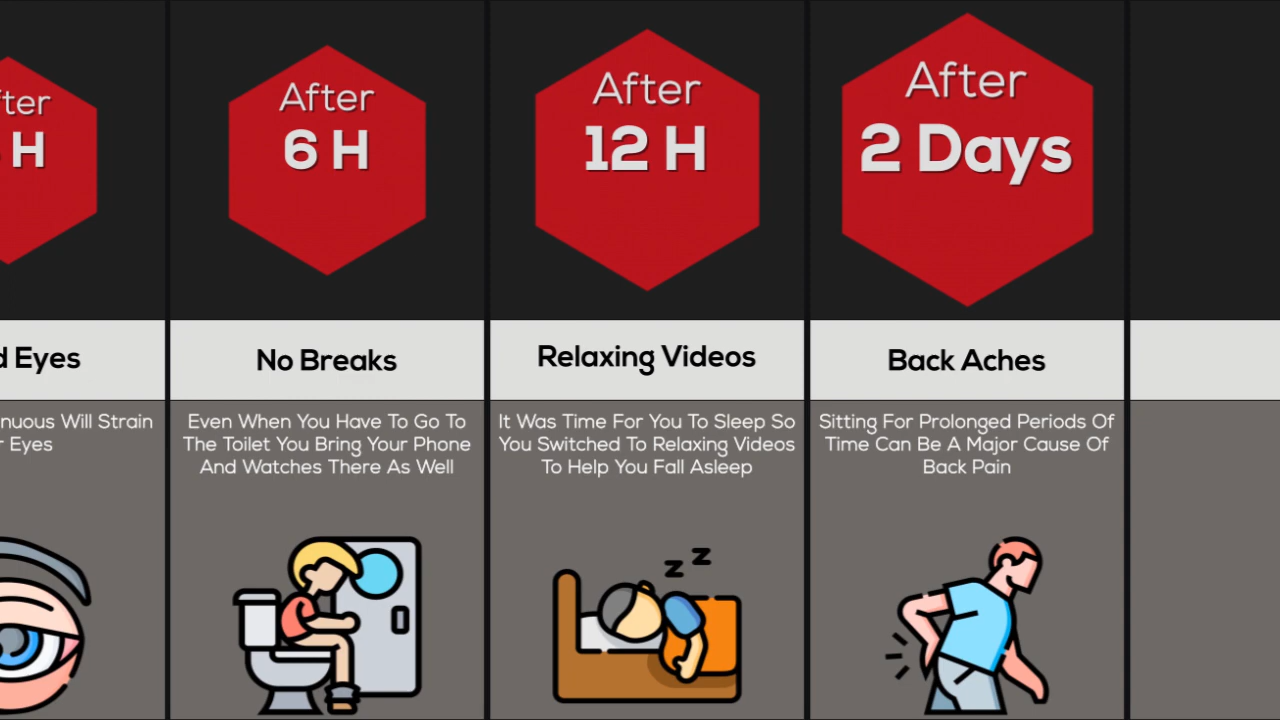 After
6 H
After
12 H
After
2 Days
H
Eyes
No Breaks
Relaxing Videos
Back Aches
Will Strain
Eyes
Even When You Have To Go To
The Toilet You Bring Your Phone
And Watches There As Well
It Was Time For You To Sleep So
You Switched To Relaxing Videos
To Help You Fall Asleep
Sitting For Prolonged Periods Of
Time Can Be A Major Cause Of
Back Pain
z z